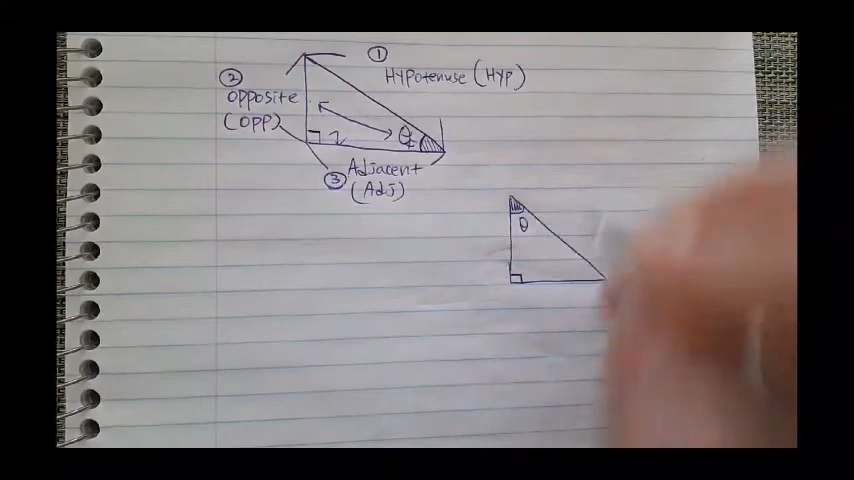 ①
Hypotenuse (Hyp)
②
Opposite
(OPP)
θ
③ Adjacent
(Adj)
θ